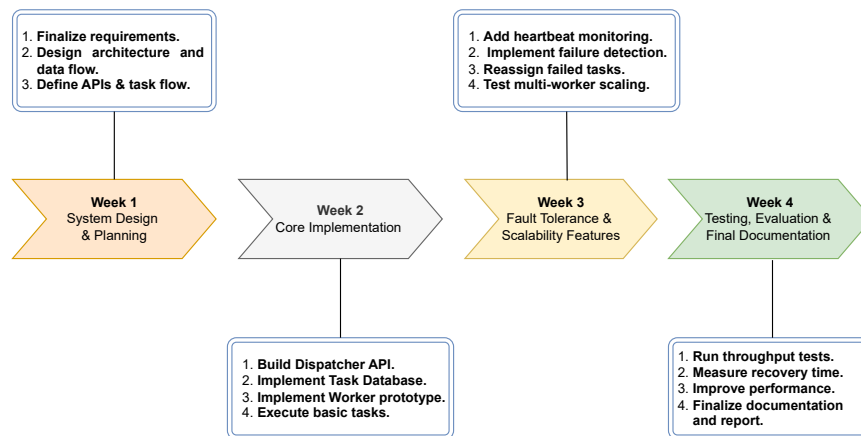 1. Finalize requirements.
2. Design architecture and
data flow.
3. Define APIs & task flow.
1. Add heartbeat monitoring.
2. Implement failure detection.
3. Reassign failed tasks.
4. Test multi-worker scaling.
Week 1
System Design
& Planning
Week 2
Core Implementation
Week 3
Fault Tolerance &
Scalability Features
Week 4
Testing, Evaluation &
Final Documentation
1. Build Dispatcher API.
2. Implement Task Database.
3. Implement Worker prototype.
4. Execute basic tasks.
1. Run throughput tests.
2. Measure recovery time.
3. Improve performance.
4. Finalize documentation
and report.